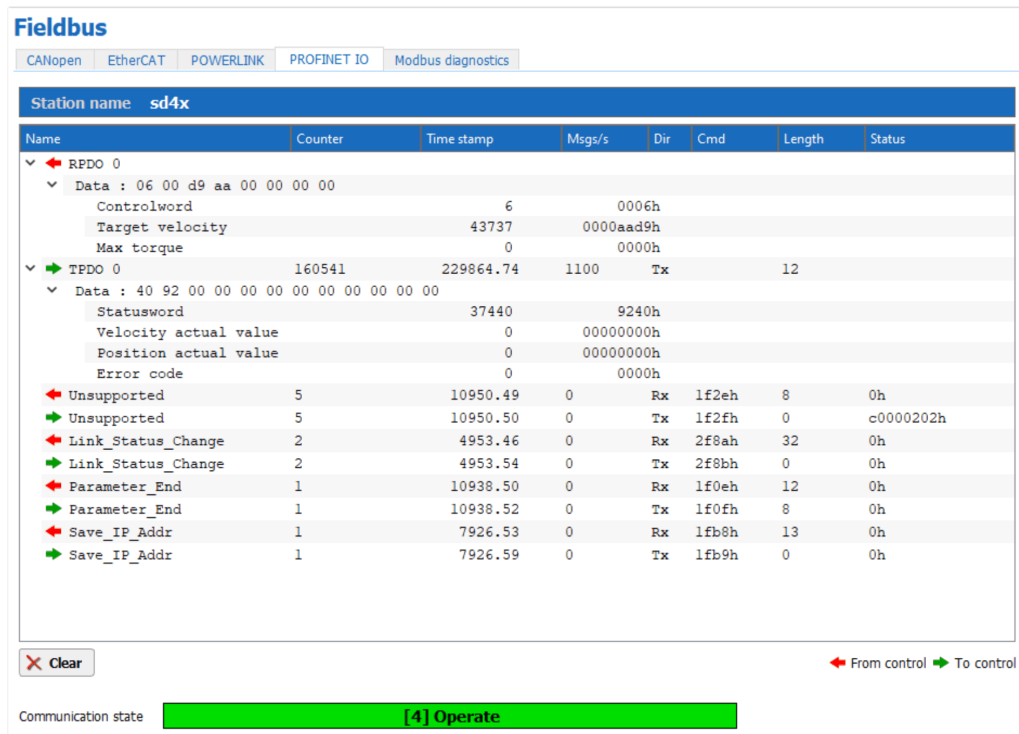 Fieldbus
CANopen EtherCAT POWERLINK PROFINET IO Modbus diagnostics
Station name sd4x
Name Counter Time stamp Msgs/s Dir Cmd Length Status
RPDO 0
Data : 06 00 d9 aa 00 00 00 00
Controlword 6 0006h
Target velocity 43737 0000aad9h
Max torque 0 0000h
TPDO 0 160541 229864.74 1100 Tx 12
Data : 40 92 00 00 00 00 00 00 00 00 00 00
Statusword 37440 9240h
Velocity actual value 0 00000000h
Position actual value 0 00000000h
Error code 0 0000h
Unsupported 5 10950.49 0 Rx 1f2eh 8 0h
Unsupported 5 10950.50 0 Tx 1f2fh 0 c0000202h
Link_Status_Change 2 4953.46 0 Rx 2f8ah 32 0h
Link_Status_Change 2 4953.54 0 Tx 2f8bh 0 0h
Parameter_End 1 10938.50 0 Rx 1f0eh 12 0h
Parameter_End 1 10938.52 0 Tx 1f0fh 8 0h
Save_IP_Addr 1 7926.53 0 Rx 1fb8h 13 0h
Save_IP_Addr 1 7926.59 0 Tx 1fb9h 0 0h
Clear From control To control
Communication state [4] Operate